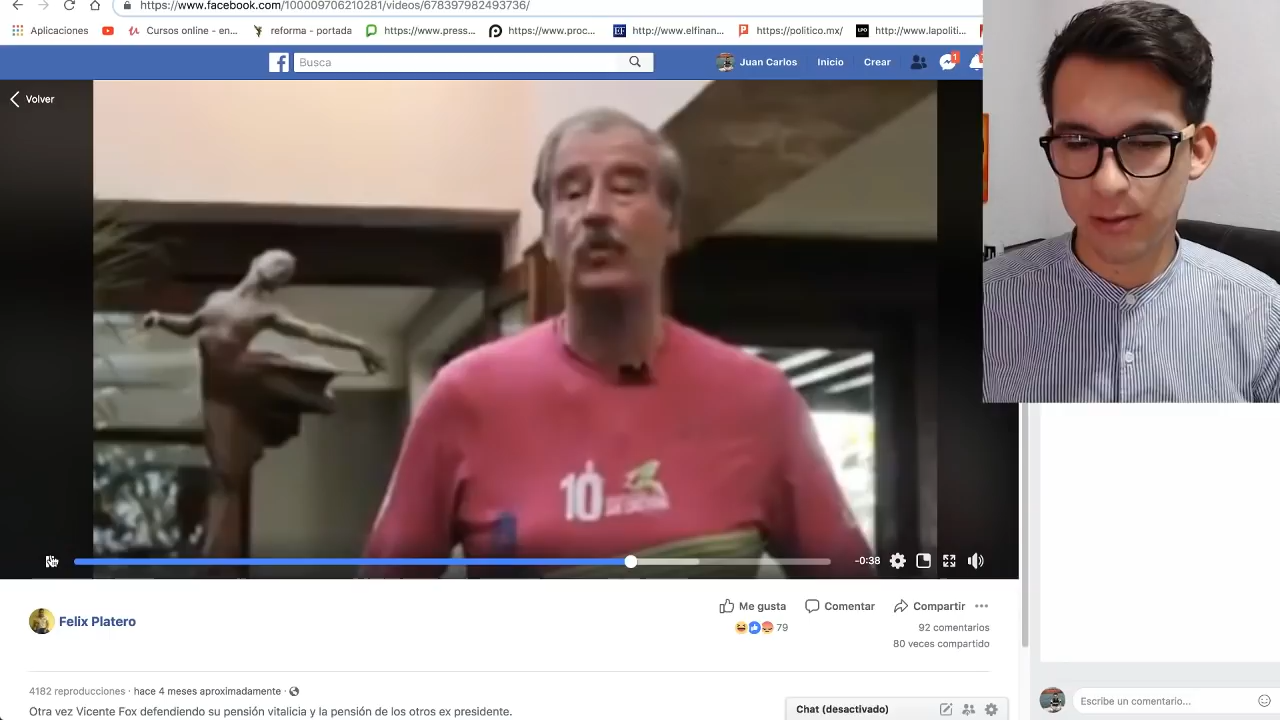 https://www.facebook.com/100009706210281/videos/678397982493736/
Aplicaciones
Cursos online - en...
reforma - portada
https://www.press...
https://www.proc...
EF
http://www.elfinan...
https://politico.mx/
LPO
http://www.lapoliti...
Busca
Juan Carlos
Inicio
Crear
1
Volver
10
-0:38
Felix Platero
Me gusta
Comentar
Compartir
79
92 comentarios
80 veces compartido
4182 reproducciones · hace 4 meses aproximadamente ·
Otra vez Vicente Fox defendiendo su pensión vitalicia y la pensión de los otros ex presidente.
Chat (desactivado)
Escribe un comentario...